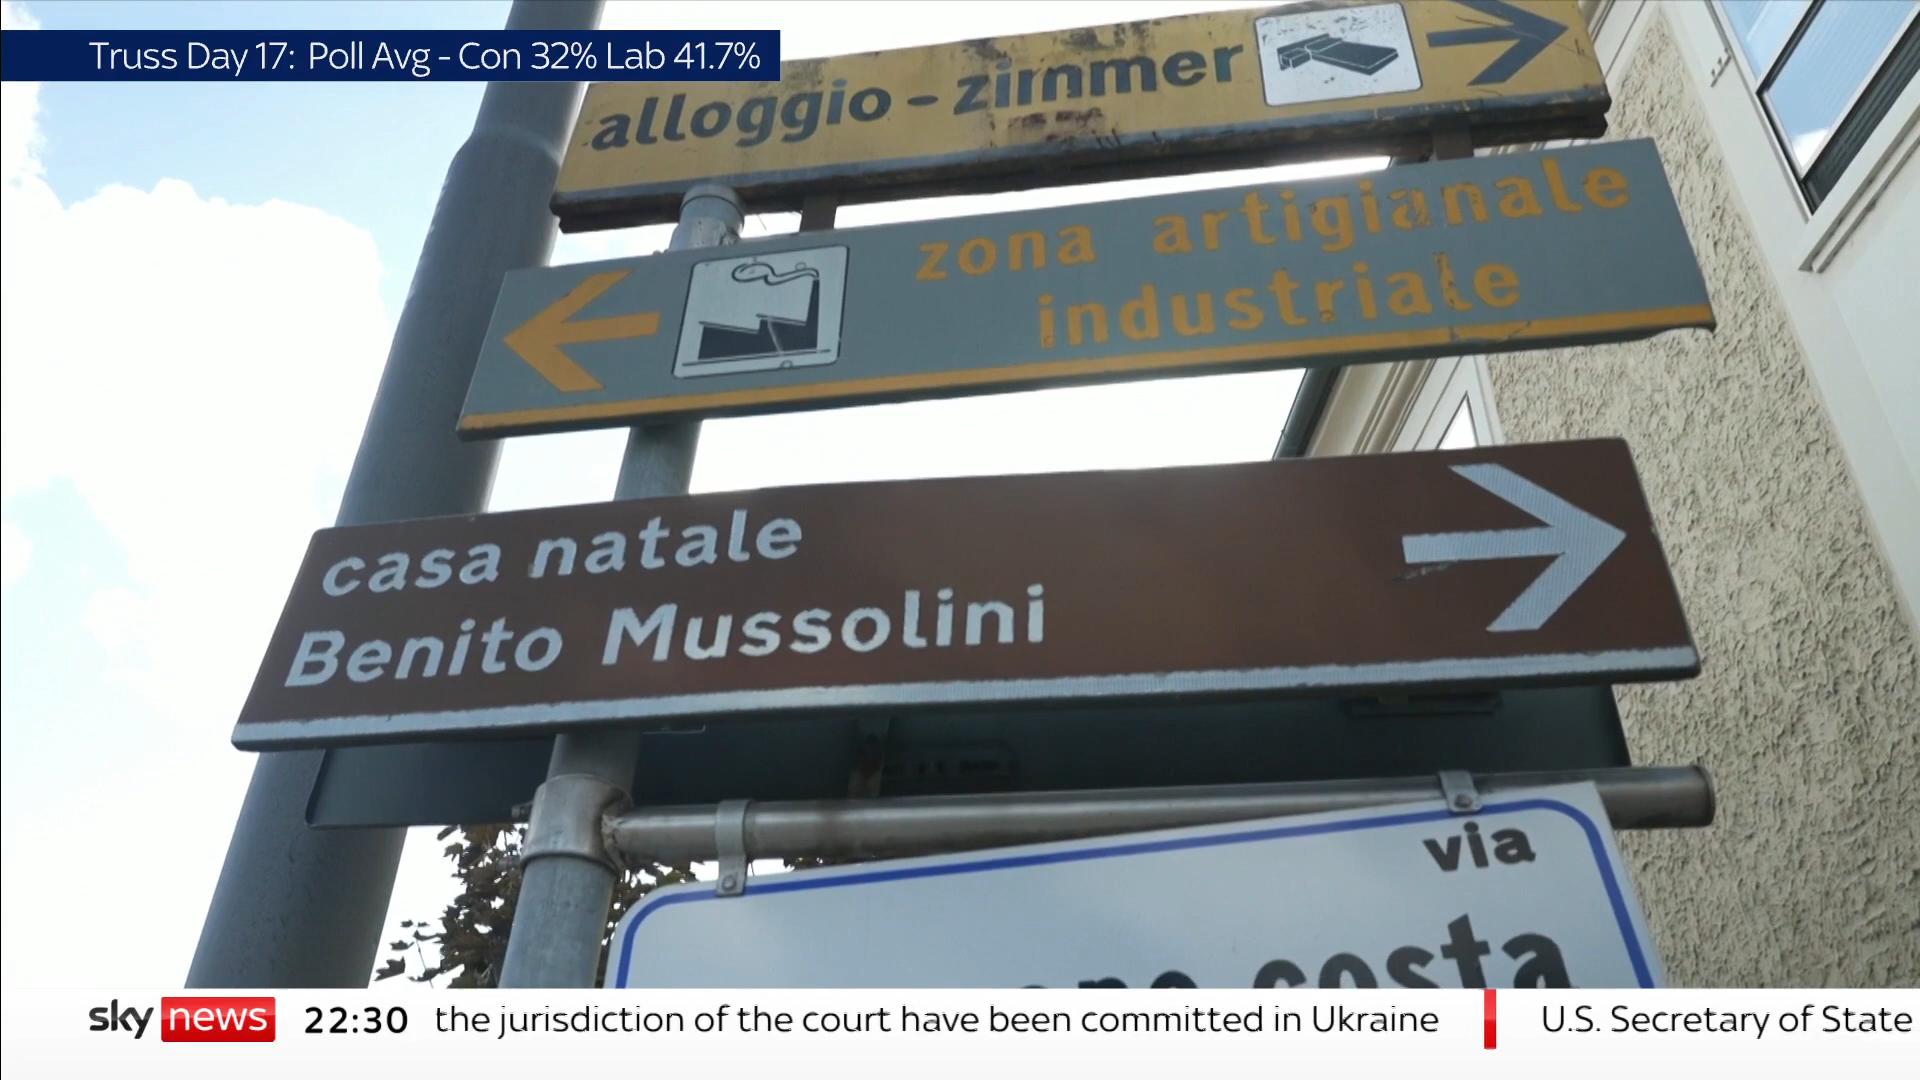 Truss Day 17: Poll Avg - Con 32% Lab 41.7%
alloggio - zimmer
zona artigianale
industriale
casa natale
Benito Mussolini
via
costa
sky news 22:30 the jurisdiction of the court have been committed in Ukraine U.S. Secretary of State